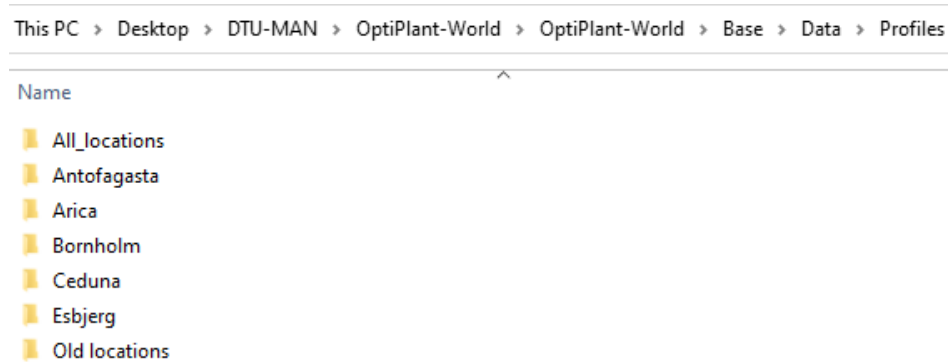 This PC > Desktop > DTU-MAN > OptiPlant-World > OptiPlant-World > Base > Data > Profiles
Name
All_locations
Antofagasta
Arica
Bornholm
Ceduna
Esbjerg
Old locations